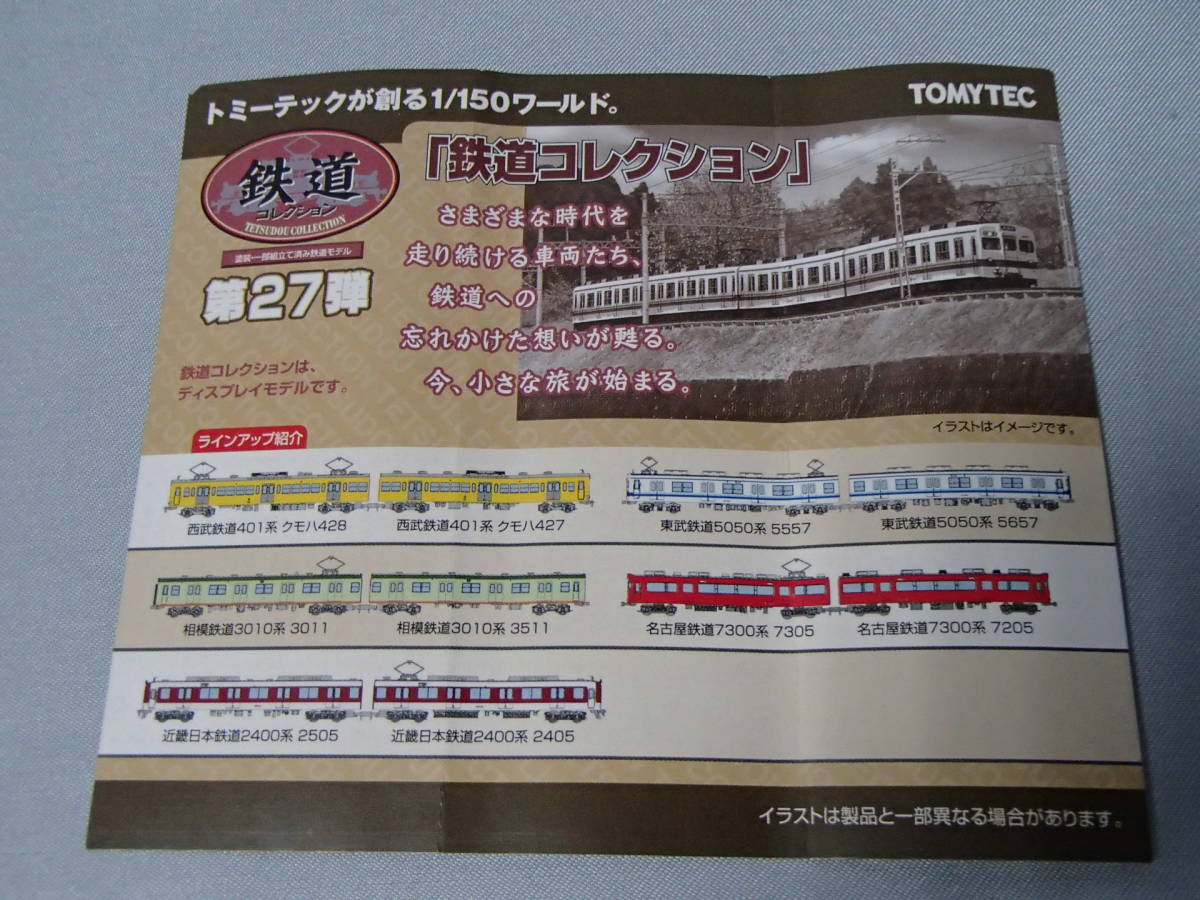 トミーテックが創る1/150ワールド。
TOMYTEC
鉄道
コレクション
TETSUDOU COLLECTION
塗装・一部組立て済み鉄道モデル
第27弾
鉄道コレクションは、
ディスプレイモデルです。
「鉄道コレクション」
さまざまな時代を
走り続ける車両たち、
鉄道への
忘れかけた想いが甦る。
今、小さな旅が始まる。
イラストはイメージです。
ラインアップ紹介
西武鉄道401系 クモハ428
西武鉄道401系 クモハ427
東武鉄道5050系 5557
東武鉄道5050系 5657
相模鉄道3010系 3011
相模鉄道3010系 3511
名古屋鉄道7300系 7305
名古屋鉄道7300系 7205
近畿日本鉄道2400系 2505
近畿日本鉄道2400系 2405
イラストは製品と一部異なる場合があります。